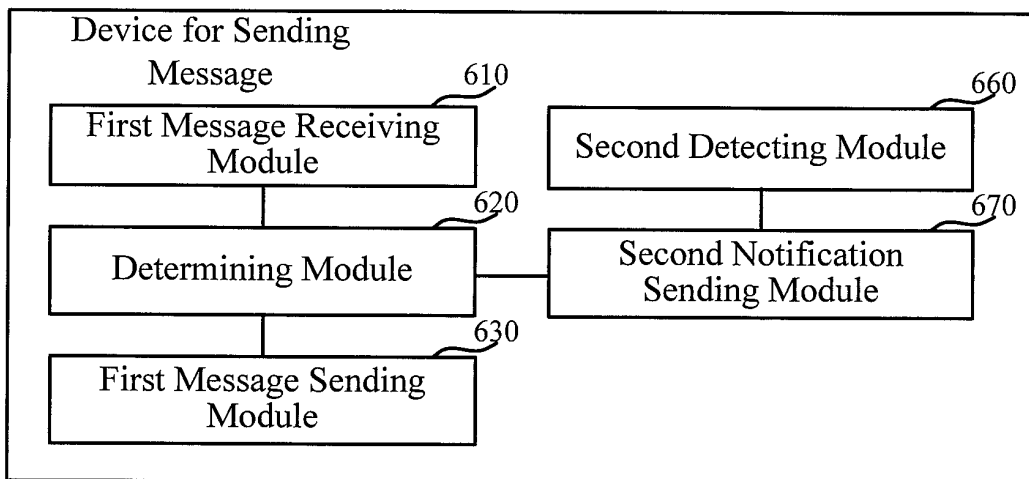 Device for Sending
Message
610
First Message Receiving
Module
660
Second Detecting Module
620
Determining Module
670
Second Notification
Sending Module
630
First Message Sending
Module